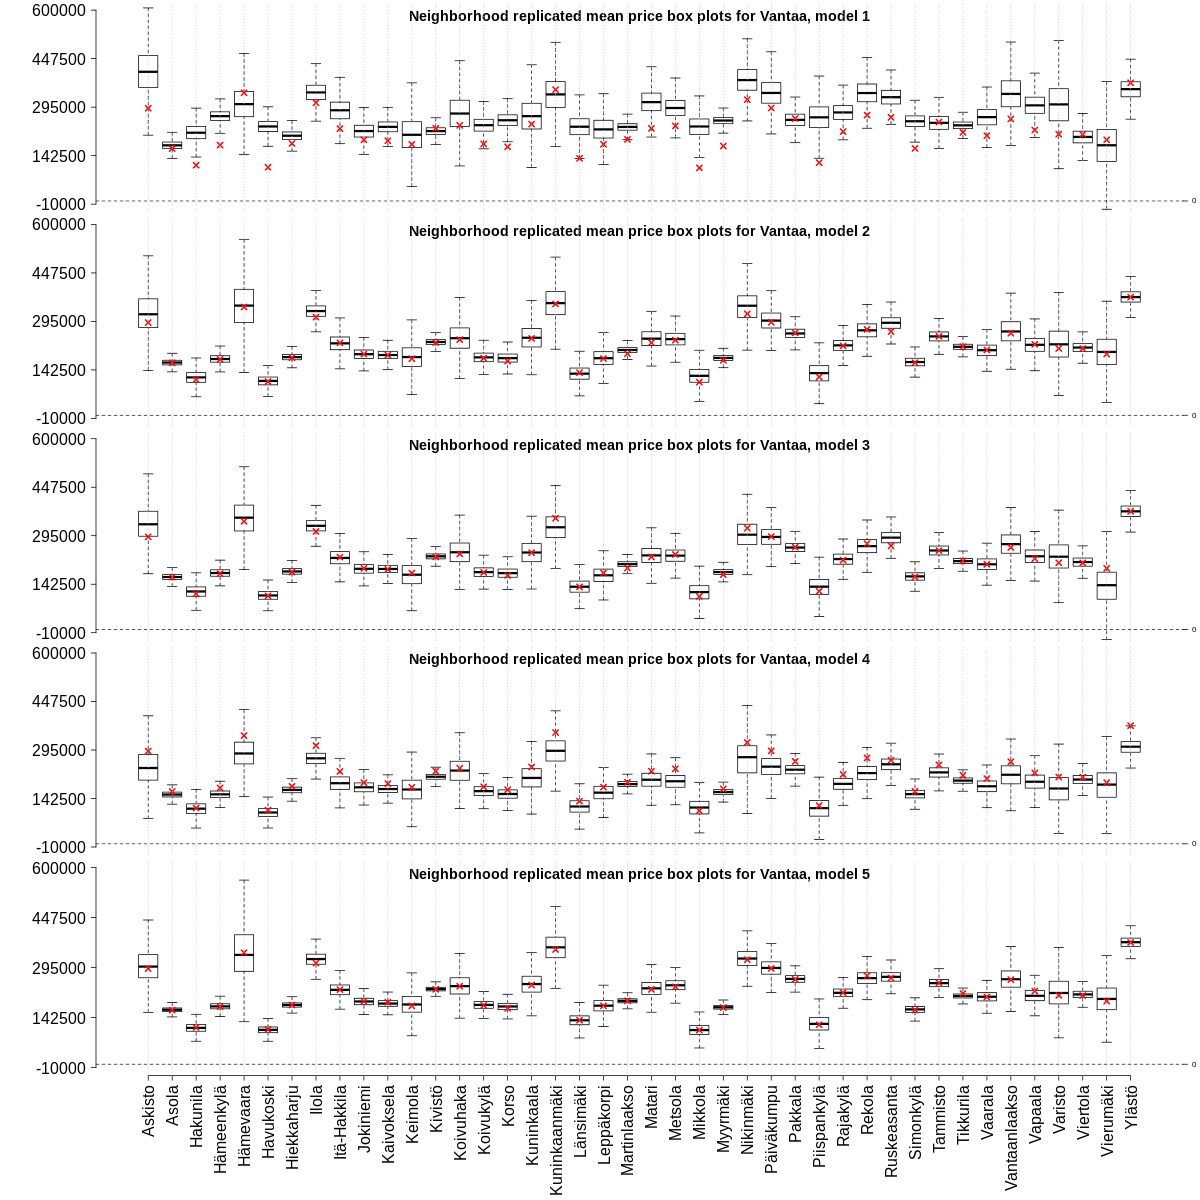 Neighborhood replicated mean price box plots for Vantaa, model 1
600000
447500
295000
142500
-10000
0
Neighborhood replicated mean price box plots for Vantaa, model 2
600000
447500
295000
142500
-10000
0
Neighborhood replicated mean price box plots for Vantaa, model 3
600000
447500
295000
142500
-10000
0
Neighborhood replicated mean price box plots for Vantaa, model 4
600000
447500
295000
142500
-10000
0
Neighborhood replicated mean price box plots for Vantaa, model 5
600000
447500
295000
142500
-10000
0
Askisto
Asola
Hakunila
Hämeenkylä
Hämevaara
Havukoski
Hiekkaharju
Ilola
Itä-Hakkila
Jokiniemi
Kaivoksela
Keimola
Kivistö
Koivuhaka
Koivukylä
Korso
Kuninkaala
Kuninkaanmäki
Länsimäki
Leppäkorpi
Martinlaakso
Matari
Metsola
Mikkola
Myyrmäki
Nikinmäki
Päiväkumpu
Pakkala
Piispankylä
Rajakylä
Rekola
Ruskeasanta
Simonkylä
Tammisto
Tikkurila
Vaarala
Vantaanlaakso
Vapaala
Varisto
Viertola
Vierumäki
Ylästö